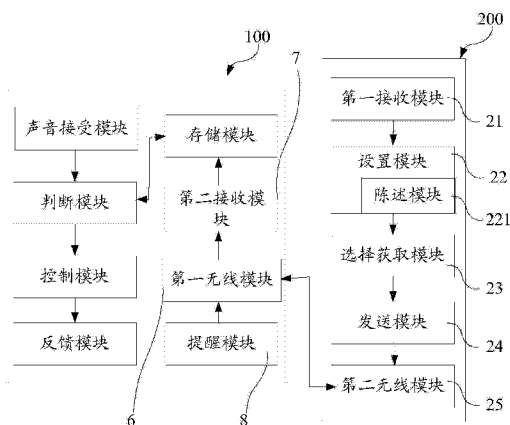 100
200
7
声音接受模块
判断模块
控制模块
反馈模块
存储模块
第二接收模块
第一无线模块
提醒模块
6
8
第一接收模块
21
设置模块
22
陈述模块
221
选择获取模块
23
发送模块
24
第二无线模块
25